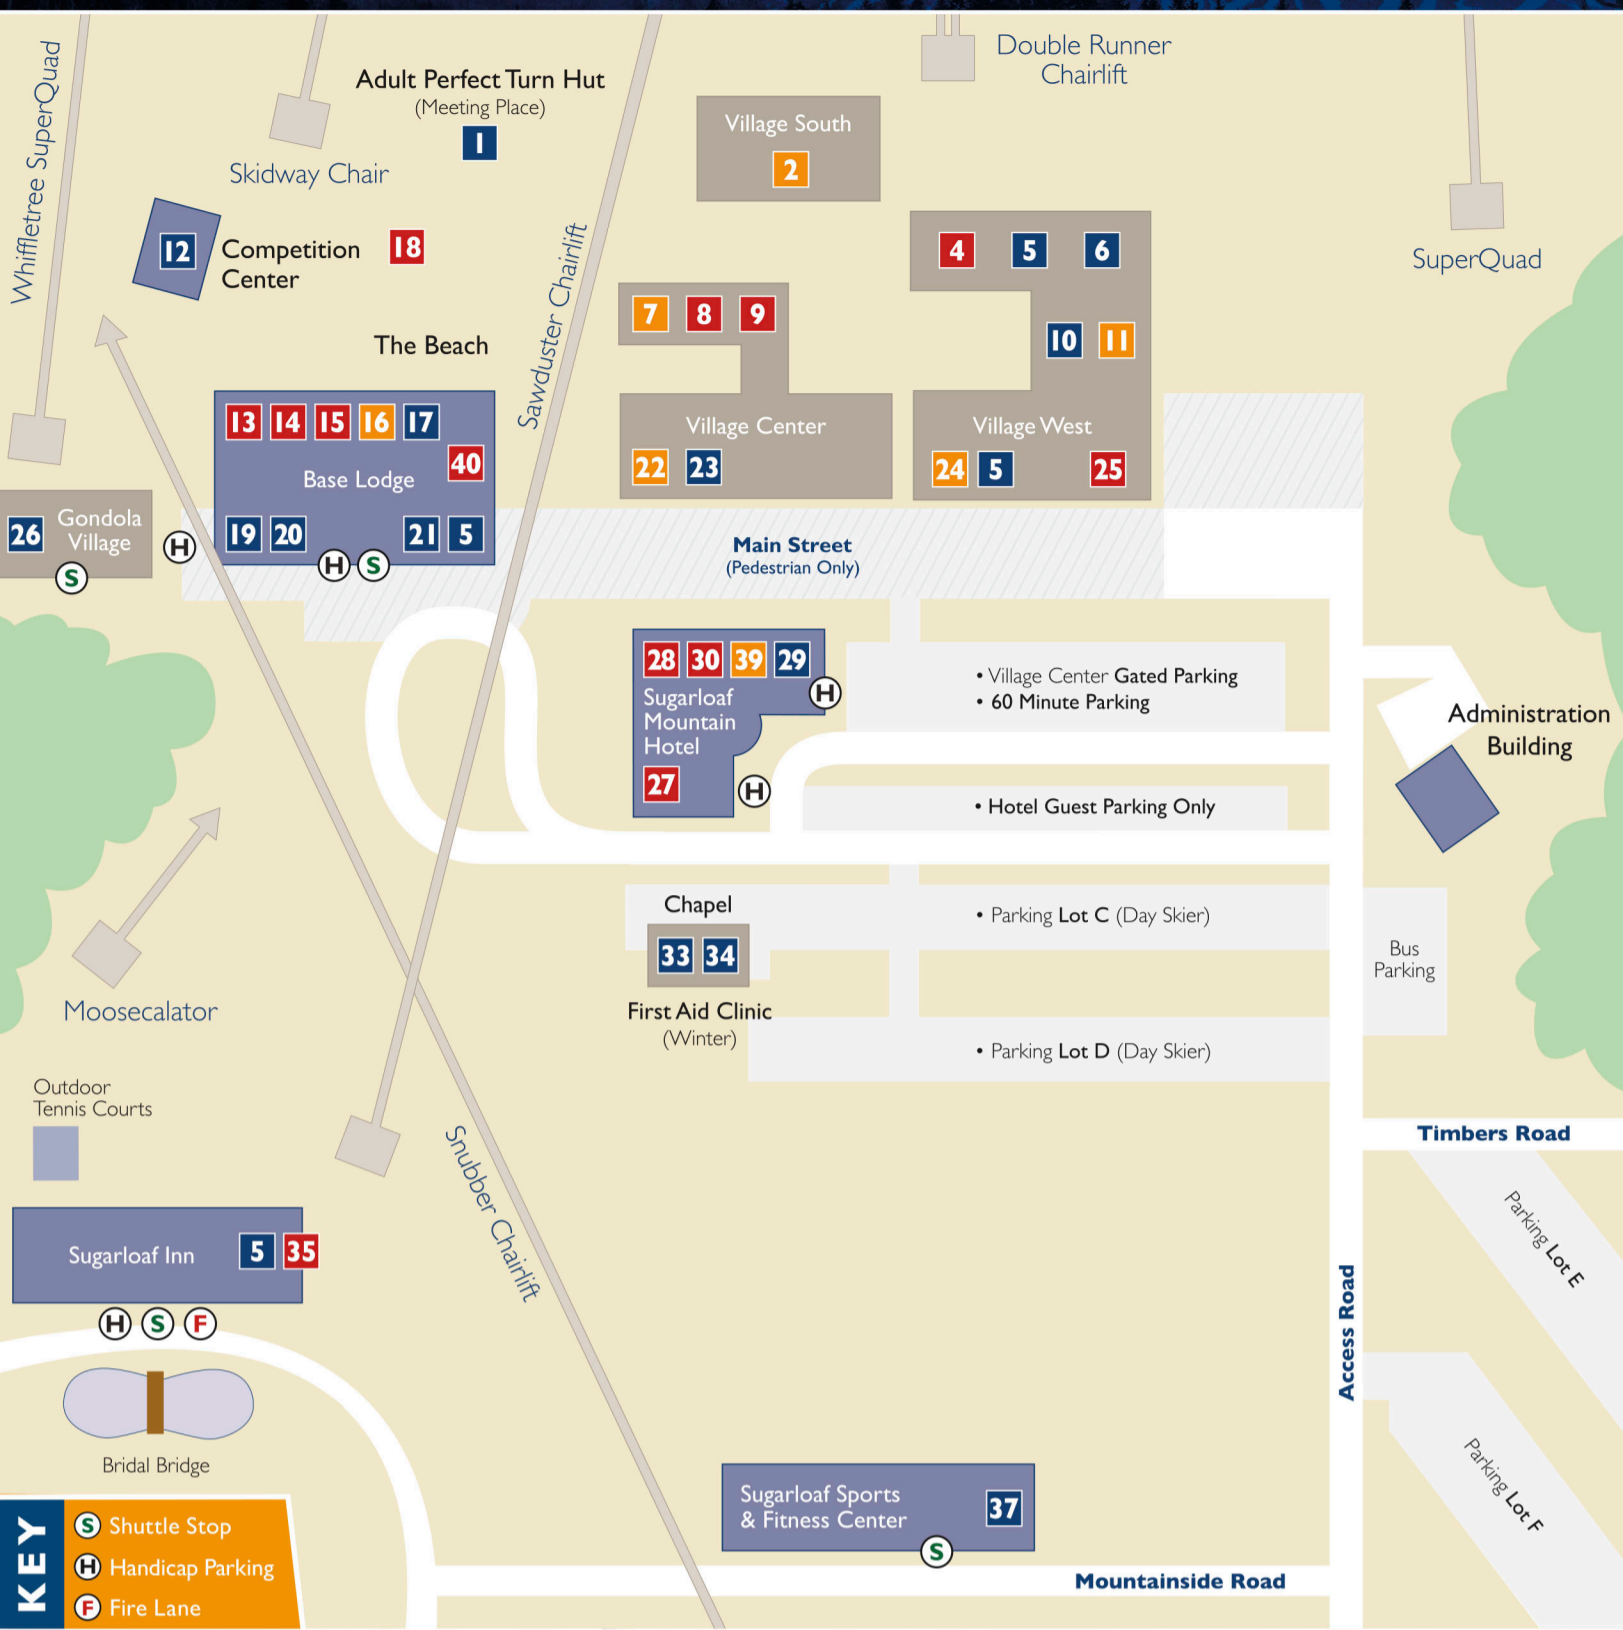 Double Runner
Chairlift
Whiffletree SuperQuad
Adult Perfect Turn Hut
(Meeting Place)
1
Skidway Chair
Village South
2
12
Competition
Center
18
Sawduster Chairlift
4 5 6
SuperQuad
7 8 9
10 11
The Beach
13 14 15 16 17
40
Base Lodge
19 20 21 5
Village Center
22 23
Village West
24 5 25
26
Gondola
Village
S
H
H S
Main Street
(Pedestrian Only)
28 30 39 29
Sugarloaf
Mountain
Hotel
H
27
H
• Village Center Gated Parking
• 60 Minute Parking
Administration
Building
• Hotel Guest Parking Only
Chapel
33 34
First Aid Clinic
(Winter)
• Parking Lot C (Day Skier)
Bus
Parking
• Parking Lot D (Day Skier)
Moosecalator
Outdoor
Tennis Courts
Snubber Chairlift
Timbers Road
Parking Lot E
Sugarloaf Inn
5 35
H S F
Access Road
Bridal Bridge
Parking Lot F
Sugarloaf Sports
& Fitness Center
37
S
Mountainside Road
KEY
S Shuttle Stop
H Handicap Parking
F Fire Lane